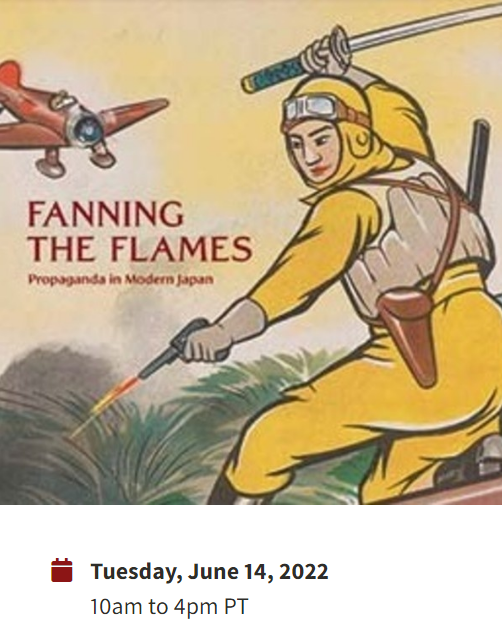 FANNING
THE FLAMES
Propaganda in Modern Japan
Tuesday, June 14, 2022
10am to 4pm PT